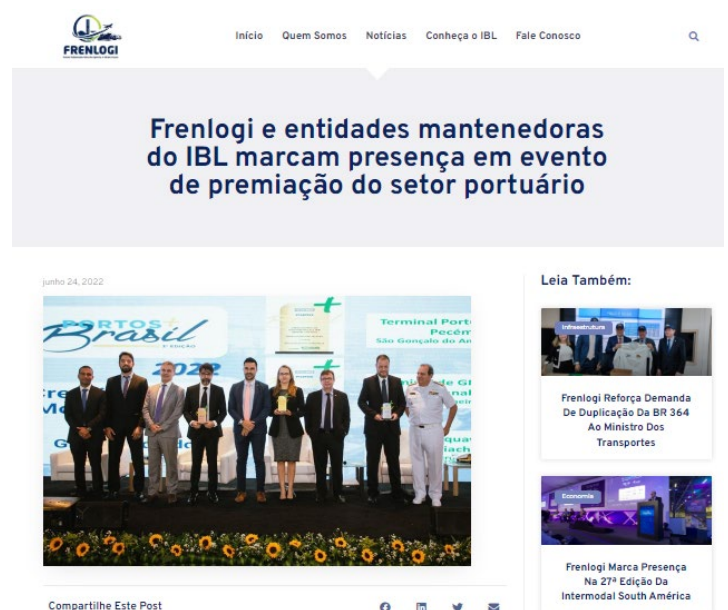 FRENLOGI
Início Quem Somos Notícias Conheça o IBL Fale Conosco
Frenlogi e entidades mantenedoras
do IBL marcam presença em evento
de premiação do setor portuário
junho 24, 2022
PORTOS +
Brasil
2022
Terminal Port
Pecém
São Gonçalo do Am
Leia Também:
Infraestrutura
Frenlogi Reforça Demanda
De Duplicação Da BR 364
Ao Ministro Dos
Transportes
Economia
Frenlogi Marca Presença
Na 27ª Edição Da
Intermodal South América
Compartilhe Este Post